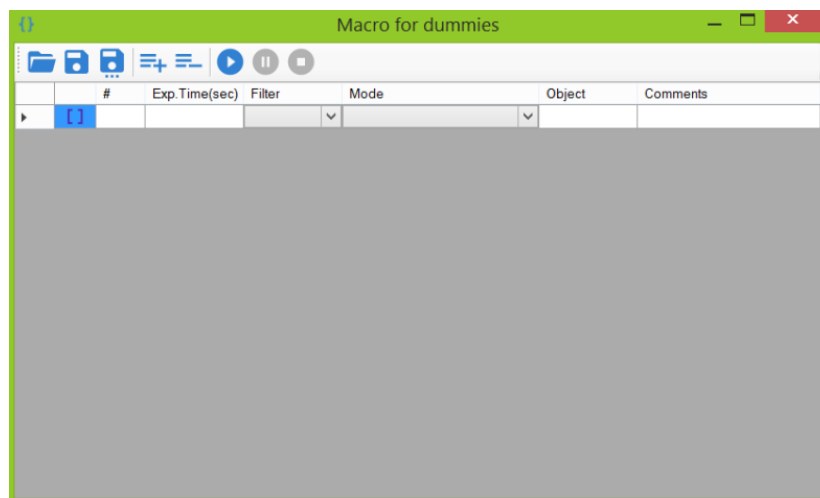 {}
Macro for dummies
# Exp.Time(sec) Filter Mode Object Comments
[]